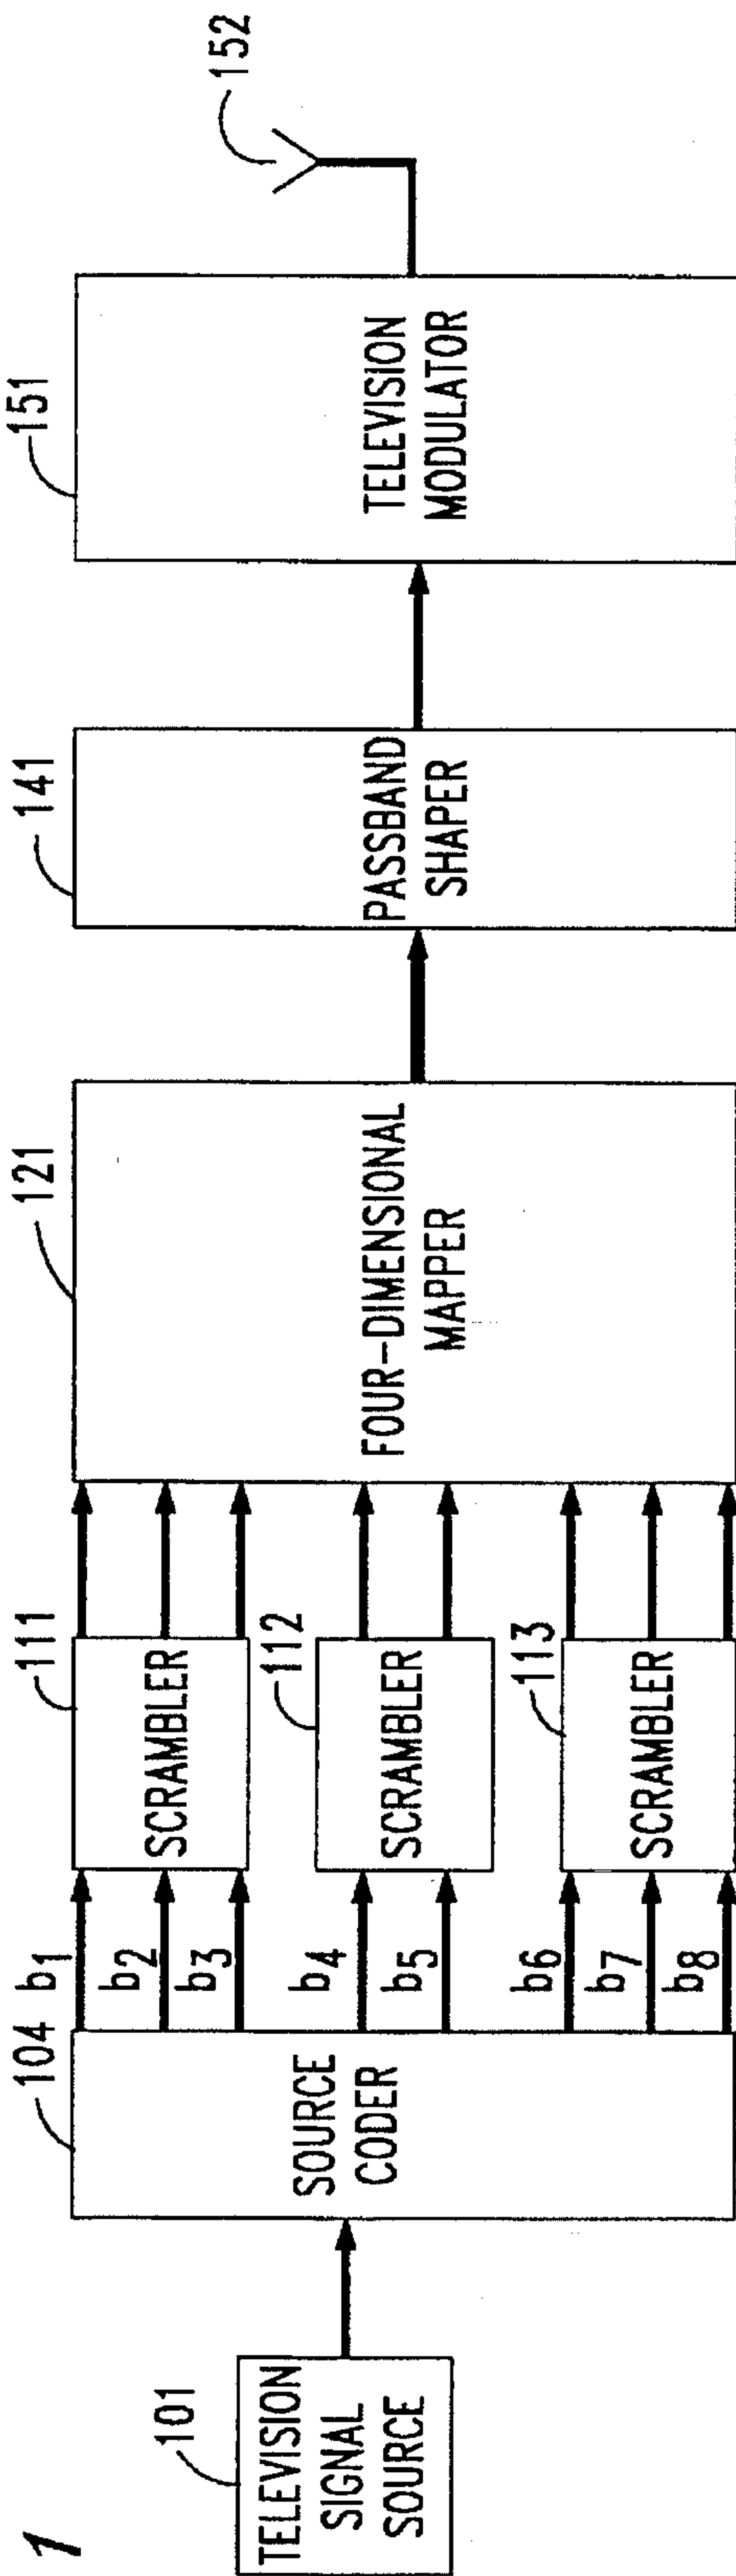 1
101
TELEVISION
SIGNAL
SOURCE
104
SOURCE
CODER
b1
b2
b3
b4
b5
b6
b7
b8
111
SCRAMBLER
112
SCRAMBLER
113
SCRAMBLER
121
FOUR-DIMENSIONAL
MAPPER
141
PASSBAND
SHAPER
151
TELEVISION
MODULATOR
152